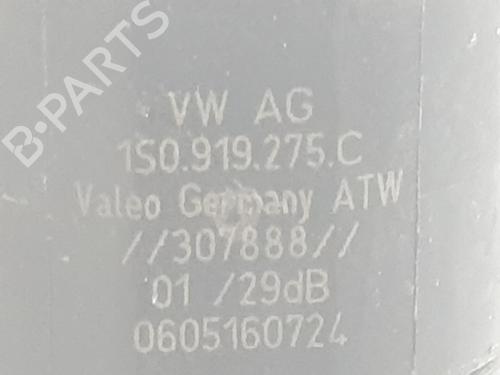 B-PARTS
VW AG
1S0.919.275.C
Valeo Germany ATW
//307888//
01 /29dB
0605160724